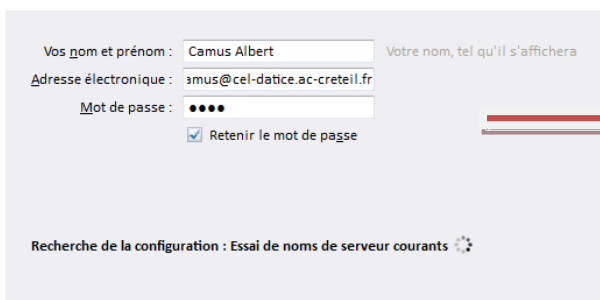 Vos nom et prénom : Camus Albert Votre nom, tel qu'il s'affichera
Adresse électronique : amus@cel-datice.ac-creteil.fr
Mot de passe : ●●●●
Retenir le mot de passe
Recherche de la configuration : Essai de noms de serveur courants